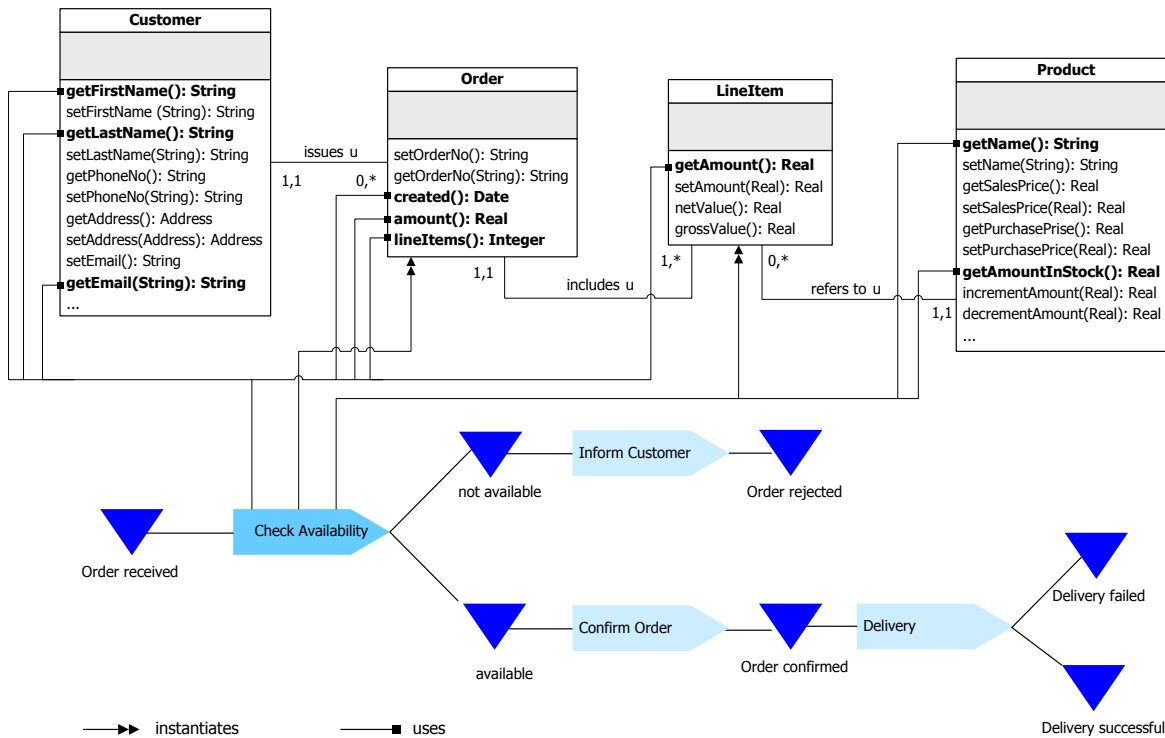 Customer
getFirstName(): String
setFirstName (String): String
getLastName(): String
setLastName(String): String
getPhoneNo(): String
setPhoneNo(String): String
getAddress(): Address
setAddress(Address): Address
setEmail(): String
getEmail(String): String
...
issues u
1,1
0,*
Order
setOrderNo(): String
getOrderNo(String): String
created(): Date
amount(): Real
lineItems(): Integer
1,1
includes u
1,*
LineItem
getAmount(): Real
setAmount(Real): Real
netValue(): Real
grossValue(): Real
0,*
refers to u
1,1
Product
getName(): String
setName(String): String
getSalesPrice(): Real
setSalesPrice(Real): Real
getPurchasePrise(): Real
setPurchasePrice(Real): Real
getAmountInStock(): Real
incrementAmount(Real): Real
decrementAmount(Real): Real
...
Order received
Check Availability
not available
Inform Customer
Order rejected
available
Confirm Order
Order confirmed
Delivery
Delivery failed
Delivery successful
instantiates
uses